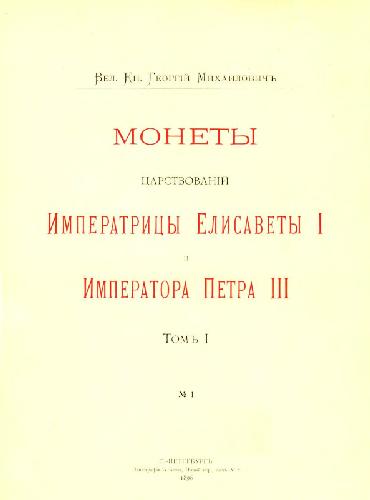 Вел. Кн. Георгій Михаиловичъ
Монеты
царствованій
Императрицы Елисаветы I
и
Императора Петра III
Томъ I
№ 1
С.-Петербургъ